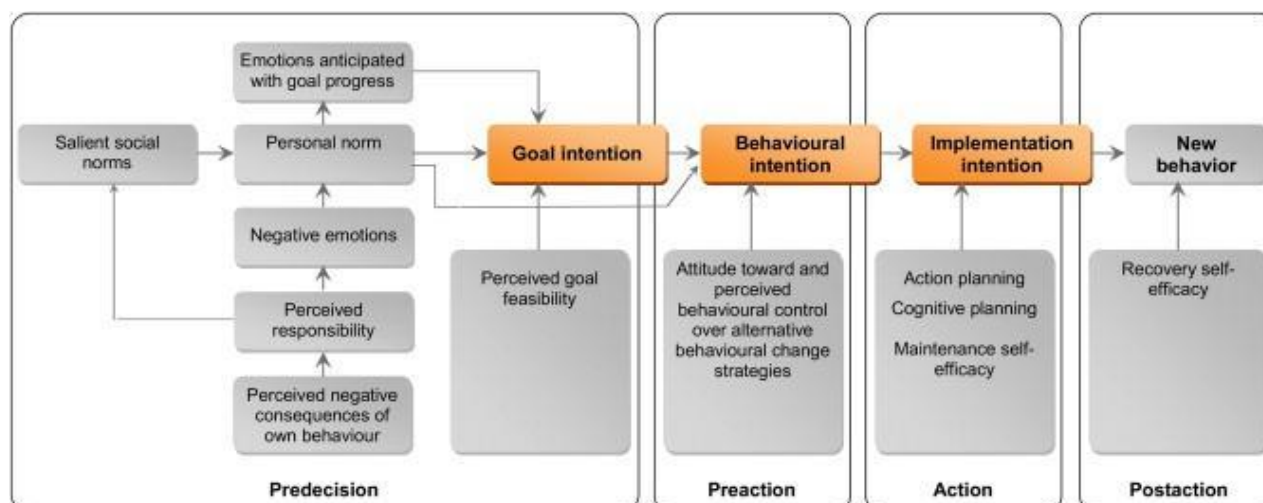 Emotions anticipated
with goal progress
Salient social
norms
Personal norm
Goal intention
Behavioural
intention
Implementation
intention
New
behavior
Negative emotions
Perceived
responsibility
Perceived negative
consequences of
own behaviour
Perceived goal
feasibility
Attitude toward and
perceived
behavioural control
over alternative
behavioural change
strategies
Action planning
Cognitive planning
Maintenance self-
efficacy
Recovery self-
efficacy
Predecision
Preaction
Action
Postaction